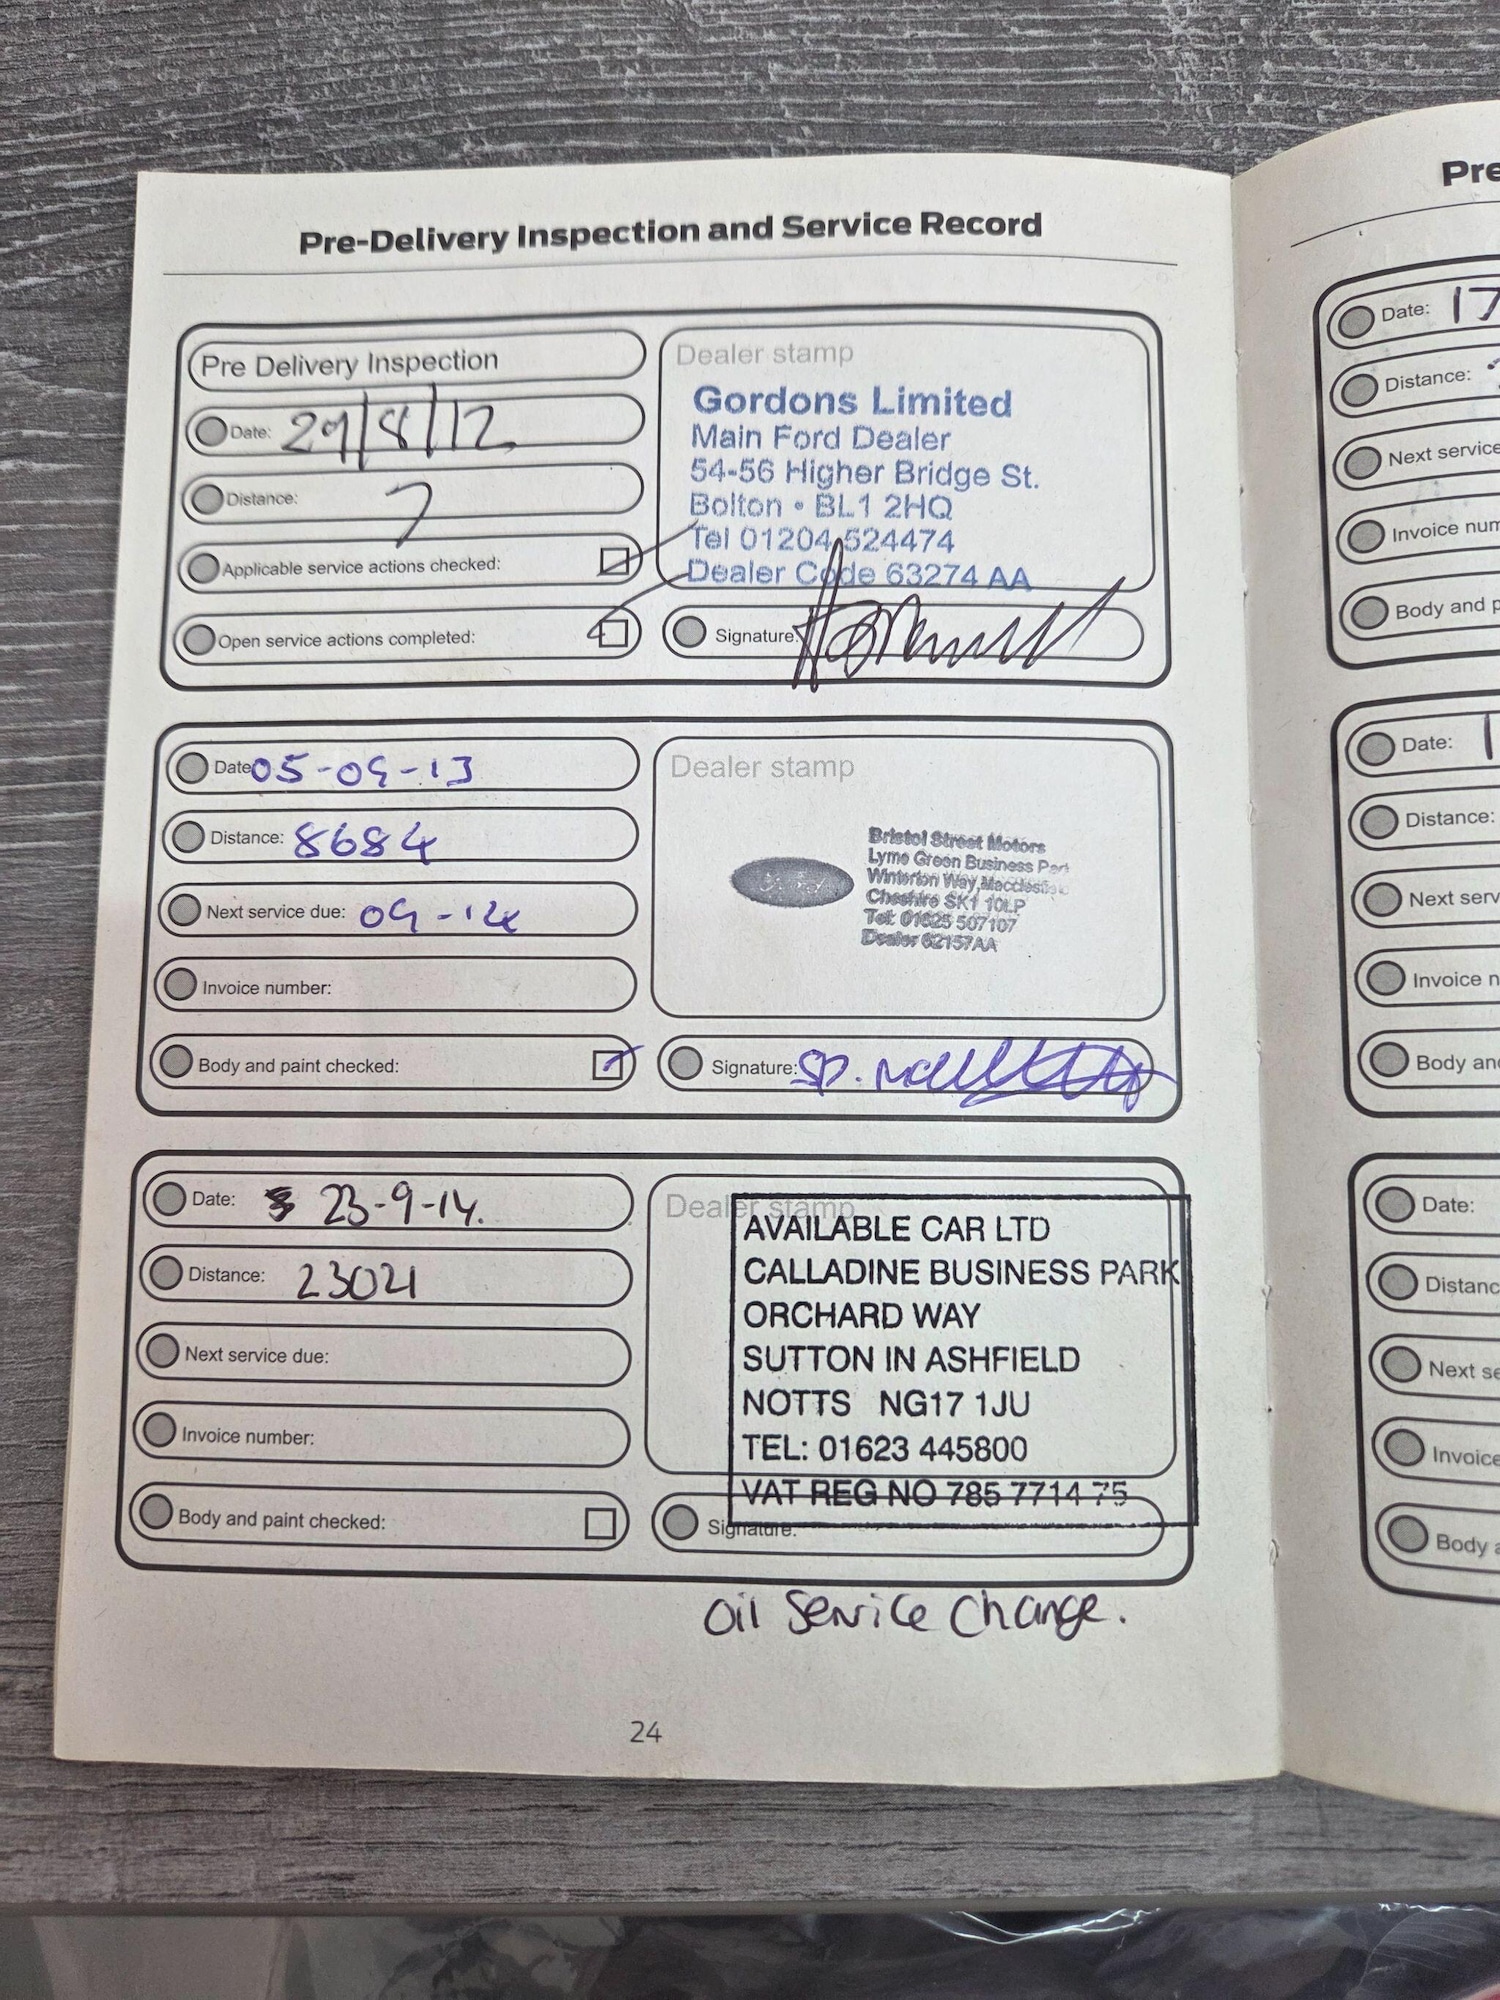 Pre-Delivery Inspection and Service Record
Pre Delivery Inspection
Date: 29/8/12
Distance: 7
Applicable service actions checked:
Open service actions completed:
Dealer stamp
Gordons Limited
Main Ford Dealer
54-56 Higher Bridge St.
Bolton • BL1 2HQ
Tel 01204 524474
Dealer Code 63274 AA
Signature:
Date: 05-09-13
Distance: 8684
Next service due: 09-14
Invoice number:
Body and paint checked:
Dealer stamp
Ford
Bristol Street Motors
Lyme Green Business Par
Winterton Way, Macclesfield
Cheshire SK1 10LP
Tel: 01625 507107
Dealer 62157AA
Signature:
Date: 23-9-14.
Distance: 23021
Next service due:
Invoice number:
Body and paint checked:
Dealer stamp
AVAILABLE CAR LTD
CALLADINE BUSINESS PARK
ORCHARD WAY
SUTTON IN ASHFIELD
NOTTS NG17 1JU
TEL: 01623 445800
VAT REG NO 785 7714 75
Signature:
Oil Service Change.
24
Pre
Date: 17
Distance:
Next service
Invoice num
Body and p
Date: 1
Distance:
Next serv
Invoice n
Body and
Date:
Distanc
Next se
Invoice
Body a